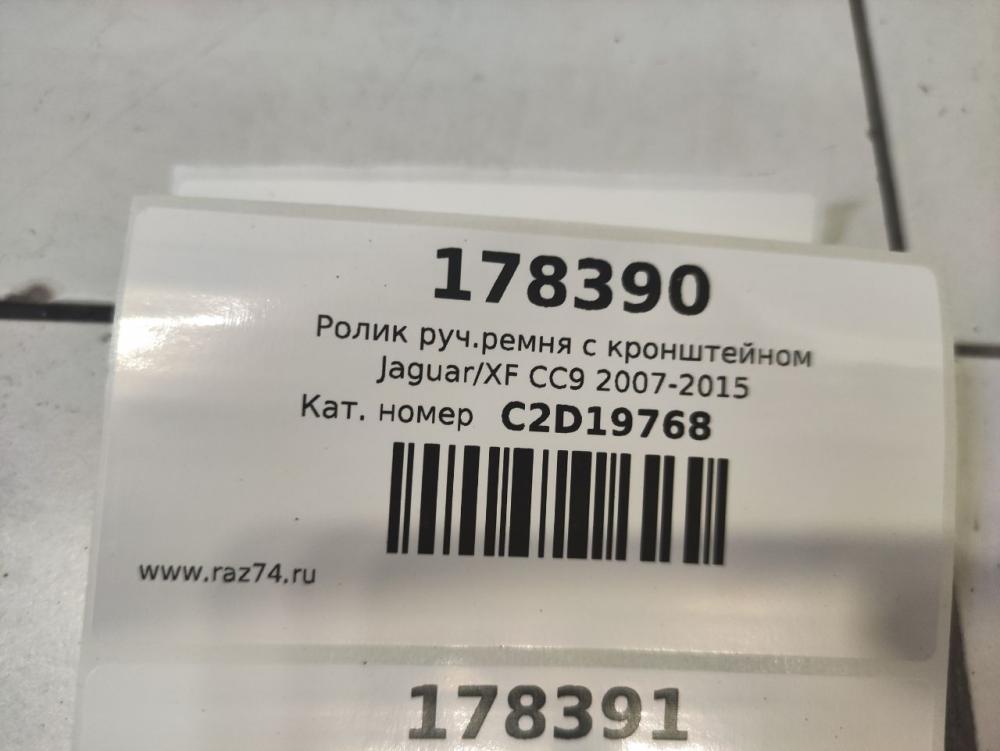 178390
Ролик руч.ремня с кронштейном
Jaguar/XF CC9 2007-2015
Кат. номер C2D19768
www.raz74.ru
178391